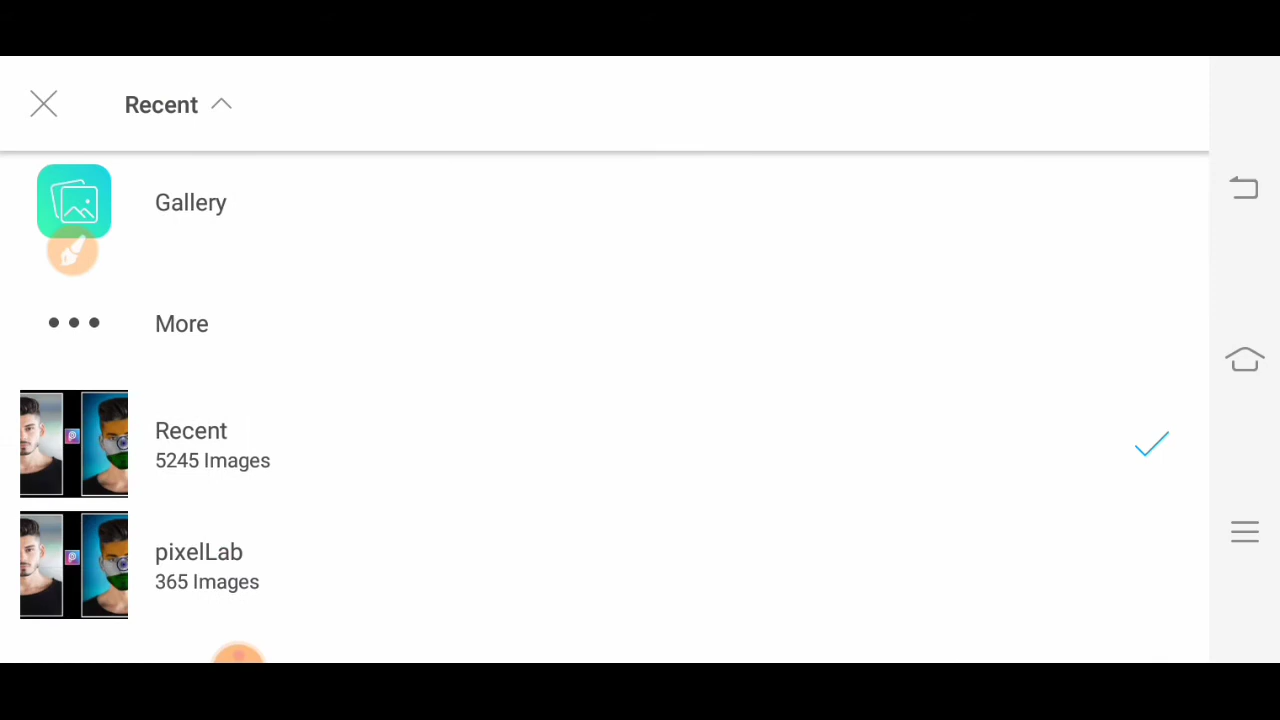 Recent
Gallery
More
Recent
5245 Images
pixelLab
365 Images